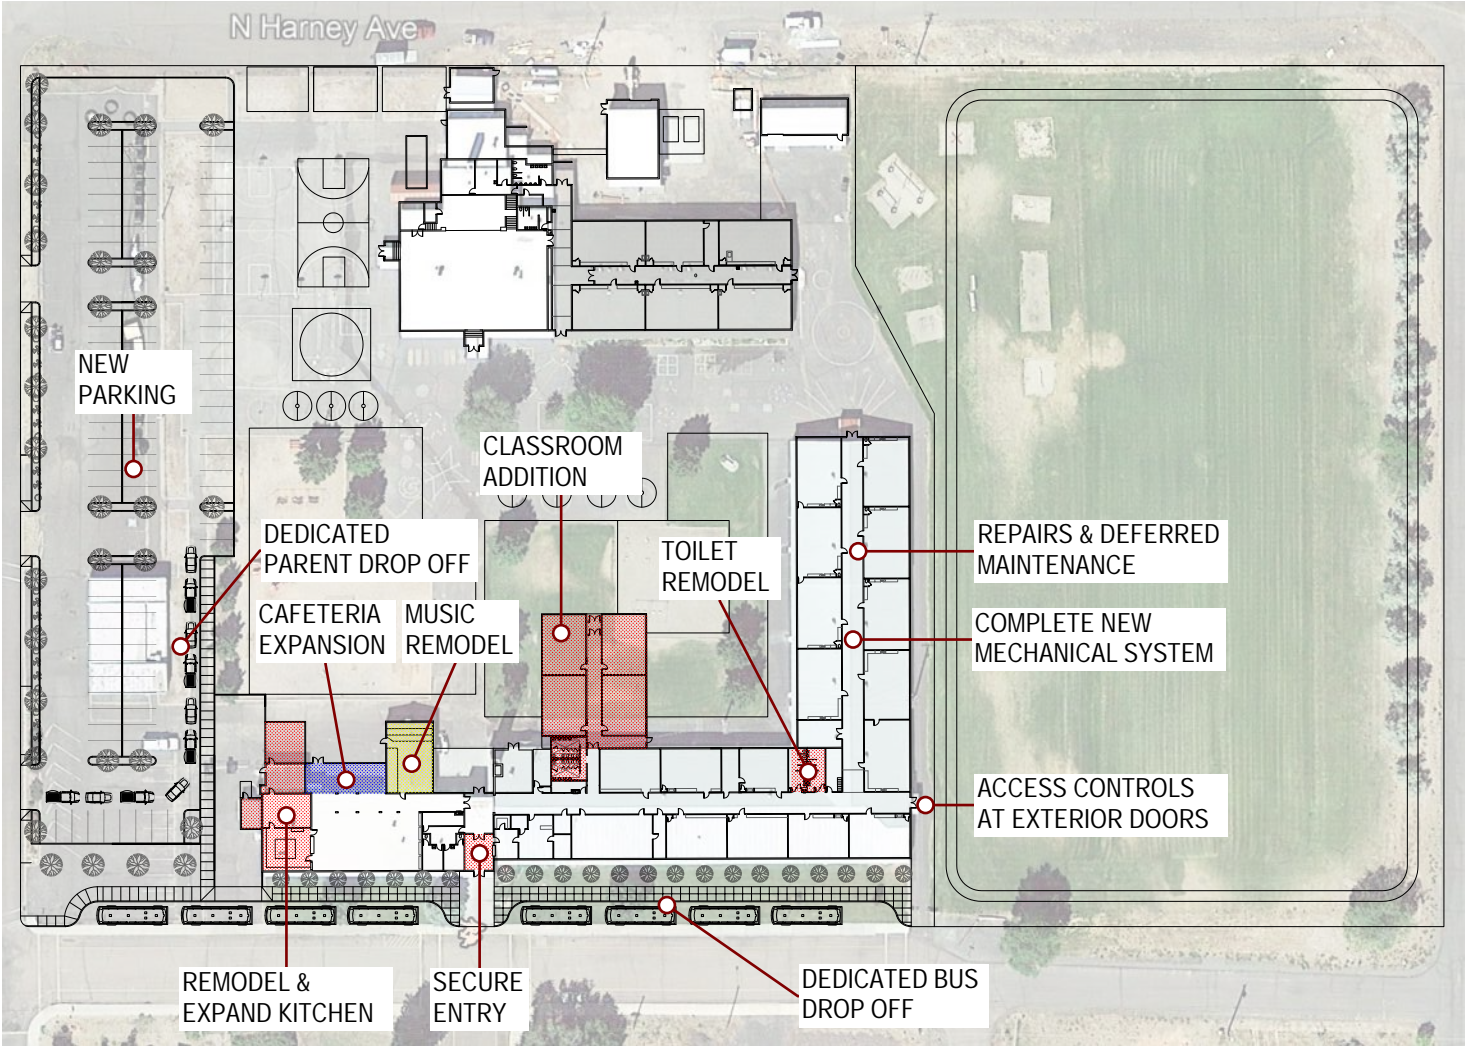 N Harney Ave
NEW
PARKING
CLASSROOM
ADDITION
DEDICATED
PARENT DROP OFF
TOILET
REMODEL
REPAIRS & DEFERRED
MAINTENANCE
CAFETERIA
EXPANSION
MUSIC
REMODEL
COMPLETE NEW
MECHANICAL SYSTEM
ACCESS CONTROLS
AT EXTERIOR DOORS
REMODEL &
EXPAND KITCHEN
SECURE
ENTRY
DEDICATED BUS
DROP OFF